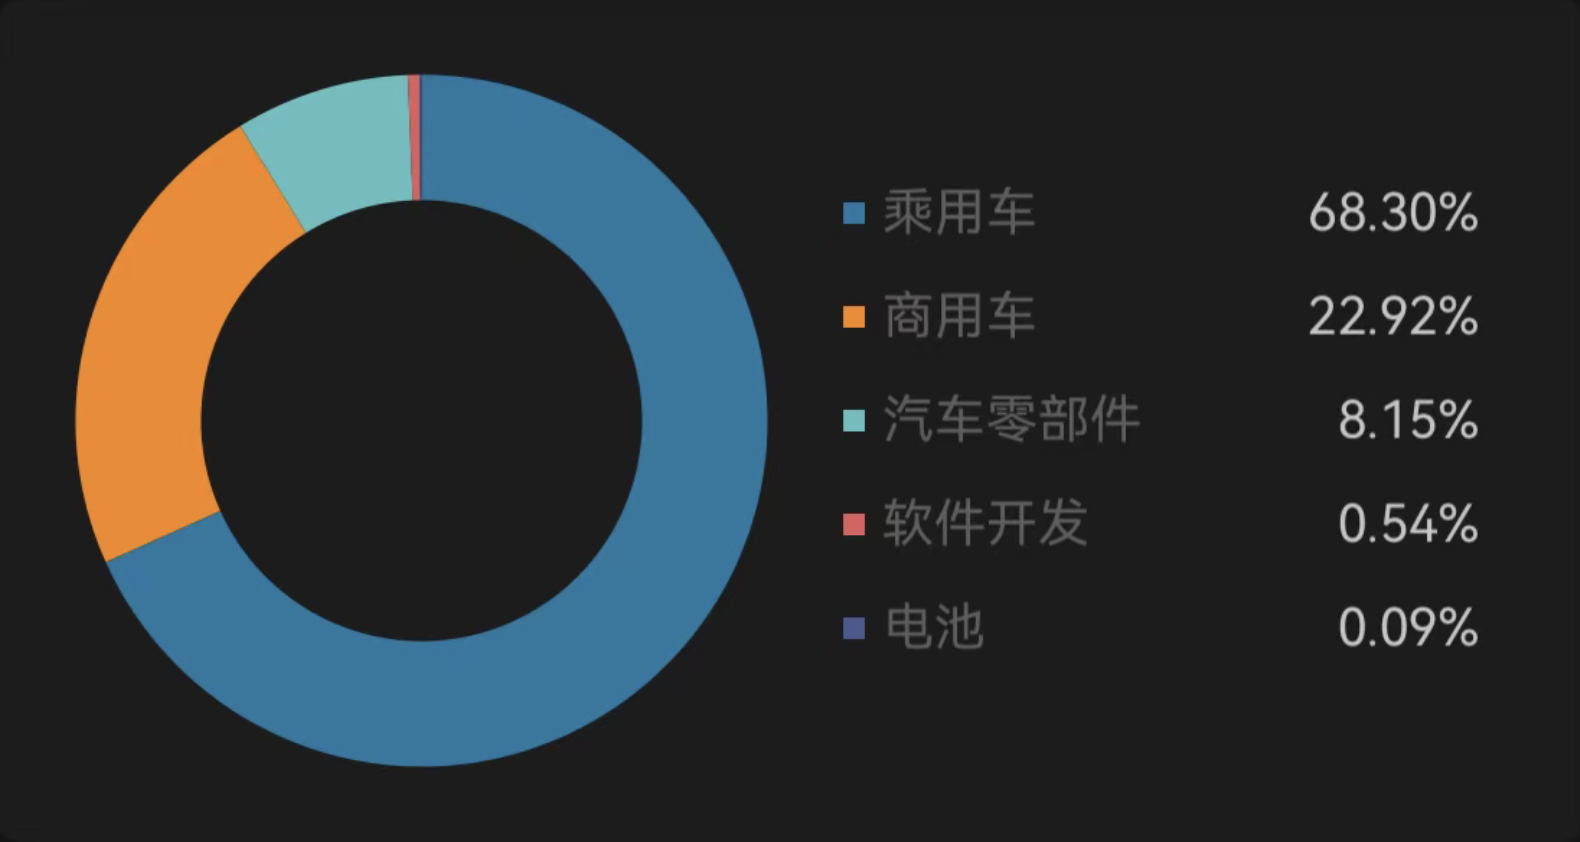 乘用车 68.30%
商用车 22.92%
汽车零部件 8.15%
软件开发 0.54%
电池 0.09%